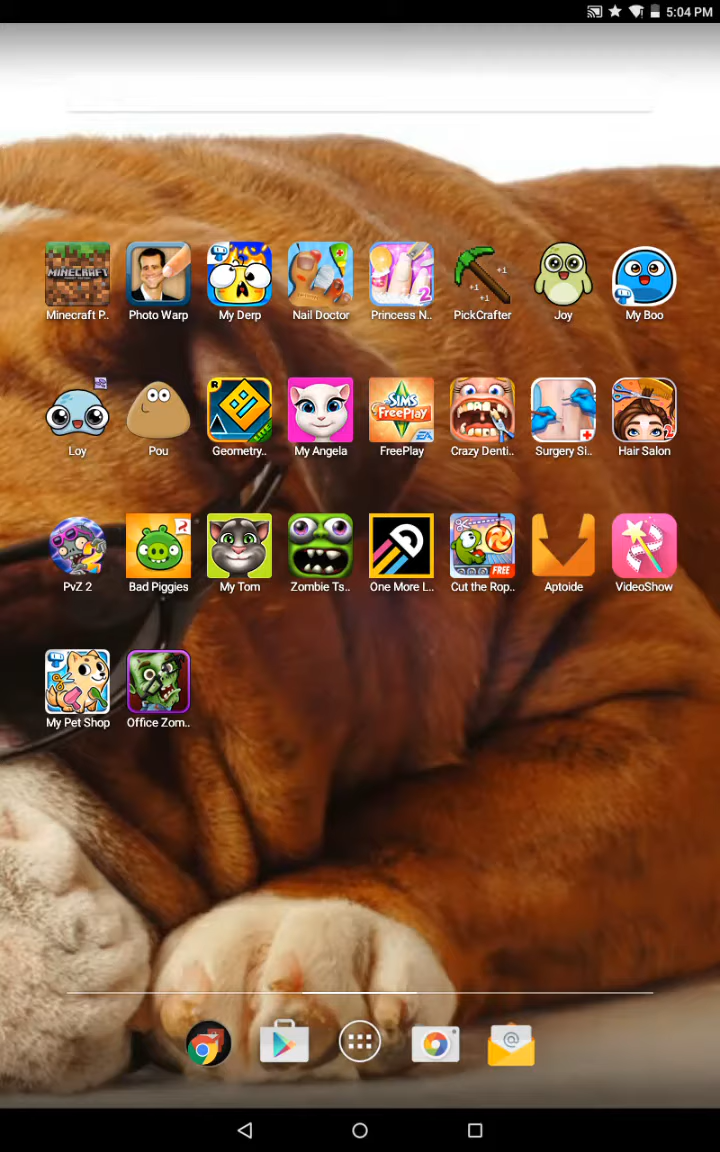 5:04 PM
MINECRAFT
+1
+1
+1
2
Minecraft P..
Photo Warp
My Derp
Nail Doctor
Princess N..
PickCrafter
Joy
My Boo
R
LITE
The SIMS
FREEPLAY
EA
2
Loy
Pou
Geometry..
My Angela
FreePlay
Crazy Denti..
Surgery Si..
Hair Salon
2
FREE
PvZ 2
Bad Piggies
My Tom
Zombie Ts..
One More L..
Cut the Rop..
Aptoide
VideoShow
My Pet Shop
Office Zom..
@